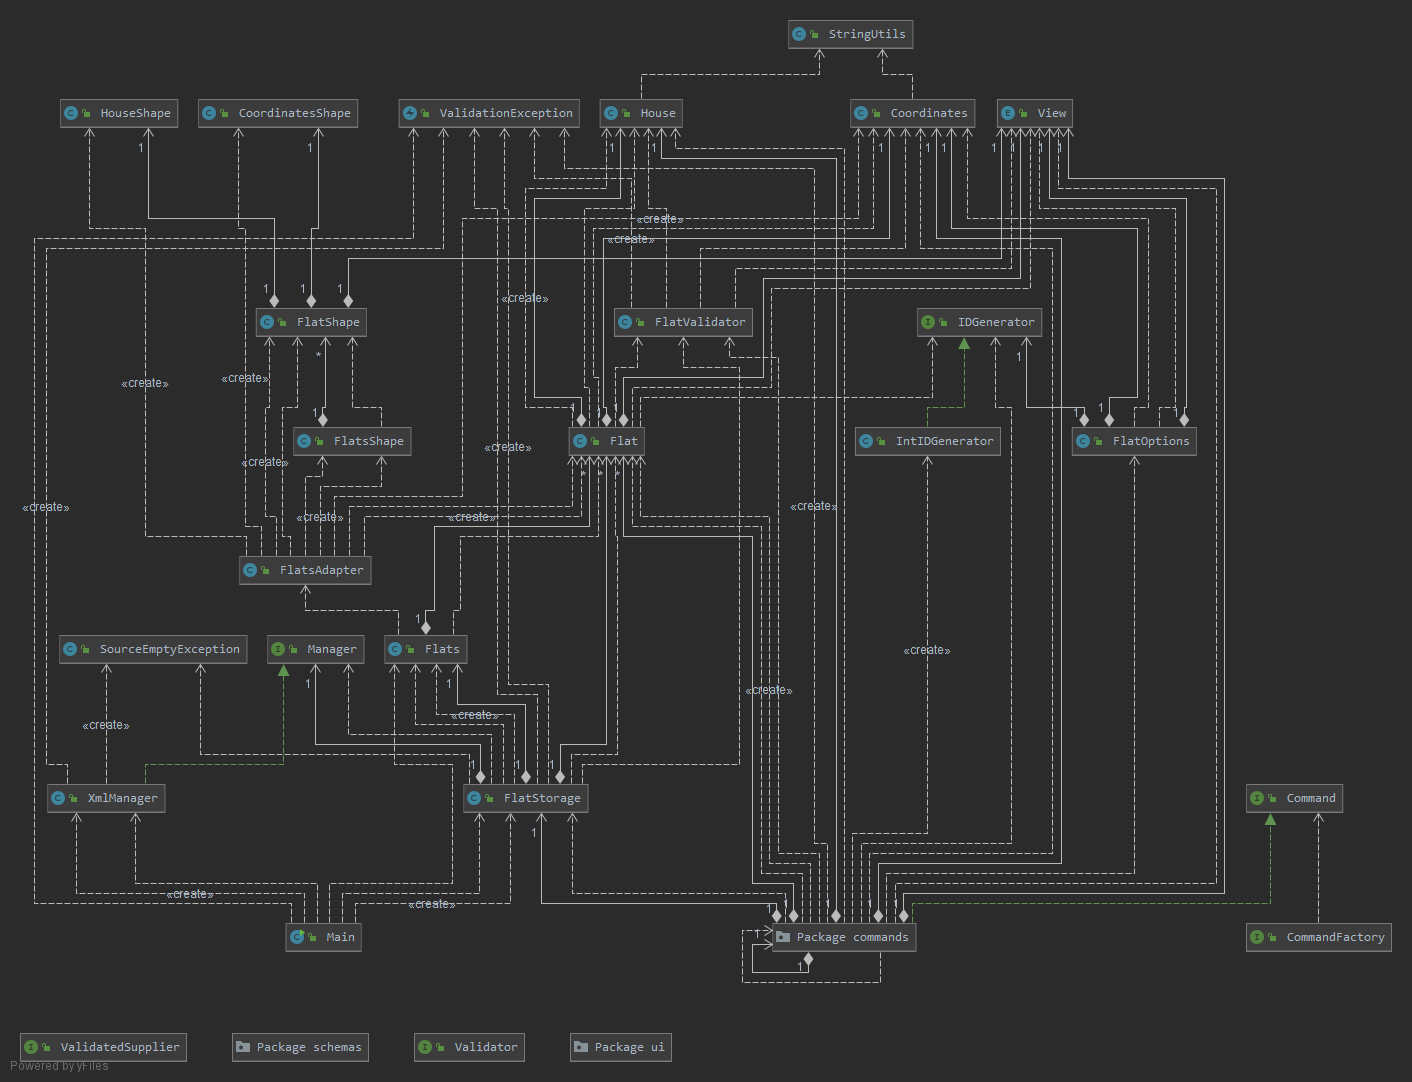 StringUtils
HouseShape
CoordinatesShape
ValidationException
House
Coordinates
View
1
1
1
1
1
1
1
1
1
1
1
«create»
«create»
1
1
1
«create»
FlatShape
FlatValidator
IDGenerator
*
1
«create»
«create»
1
1
1
1
1
1
FlatsShape
Flat
IntIDGenerator
FlatOptions
«create»
«create»
*
*
*
«create»
«create»
«create»
«create»
FlatsAdapter
1
SourceEmptyException
Manager
Flats
«create»
1
1
«create»
«create»
«create»
1
1
1
XmlManager
FlatStorage
Command
1
«create»
«create»
1
1
1
1
1
Main
Package commands
CommandFactory
1
1
ValidatedSupplier
Package schemas
Validator
Package ui
Powered by yFiles